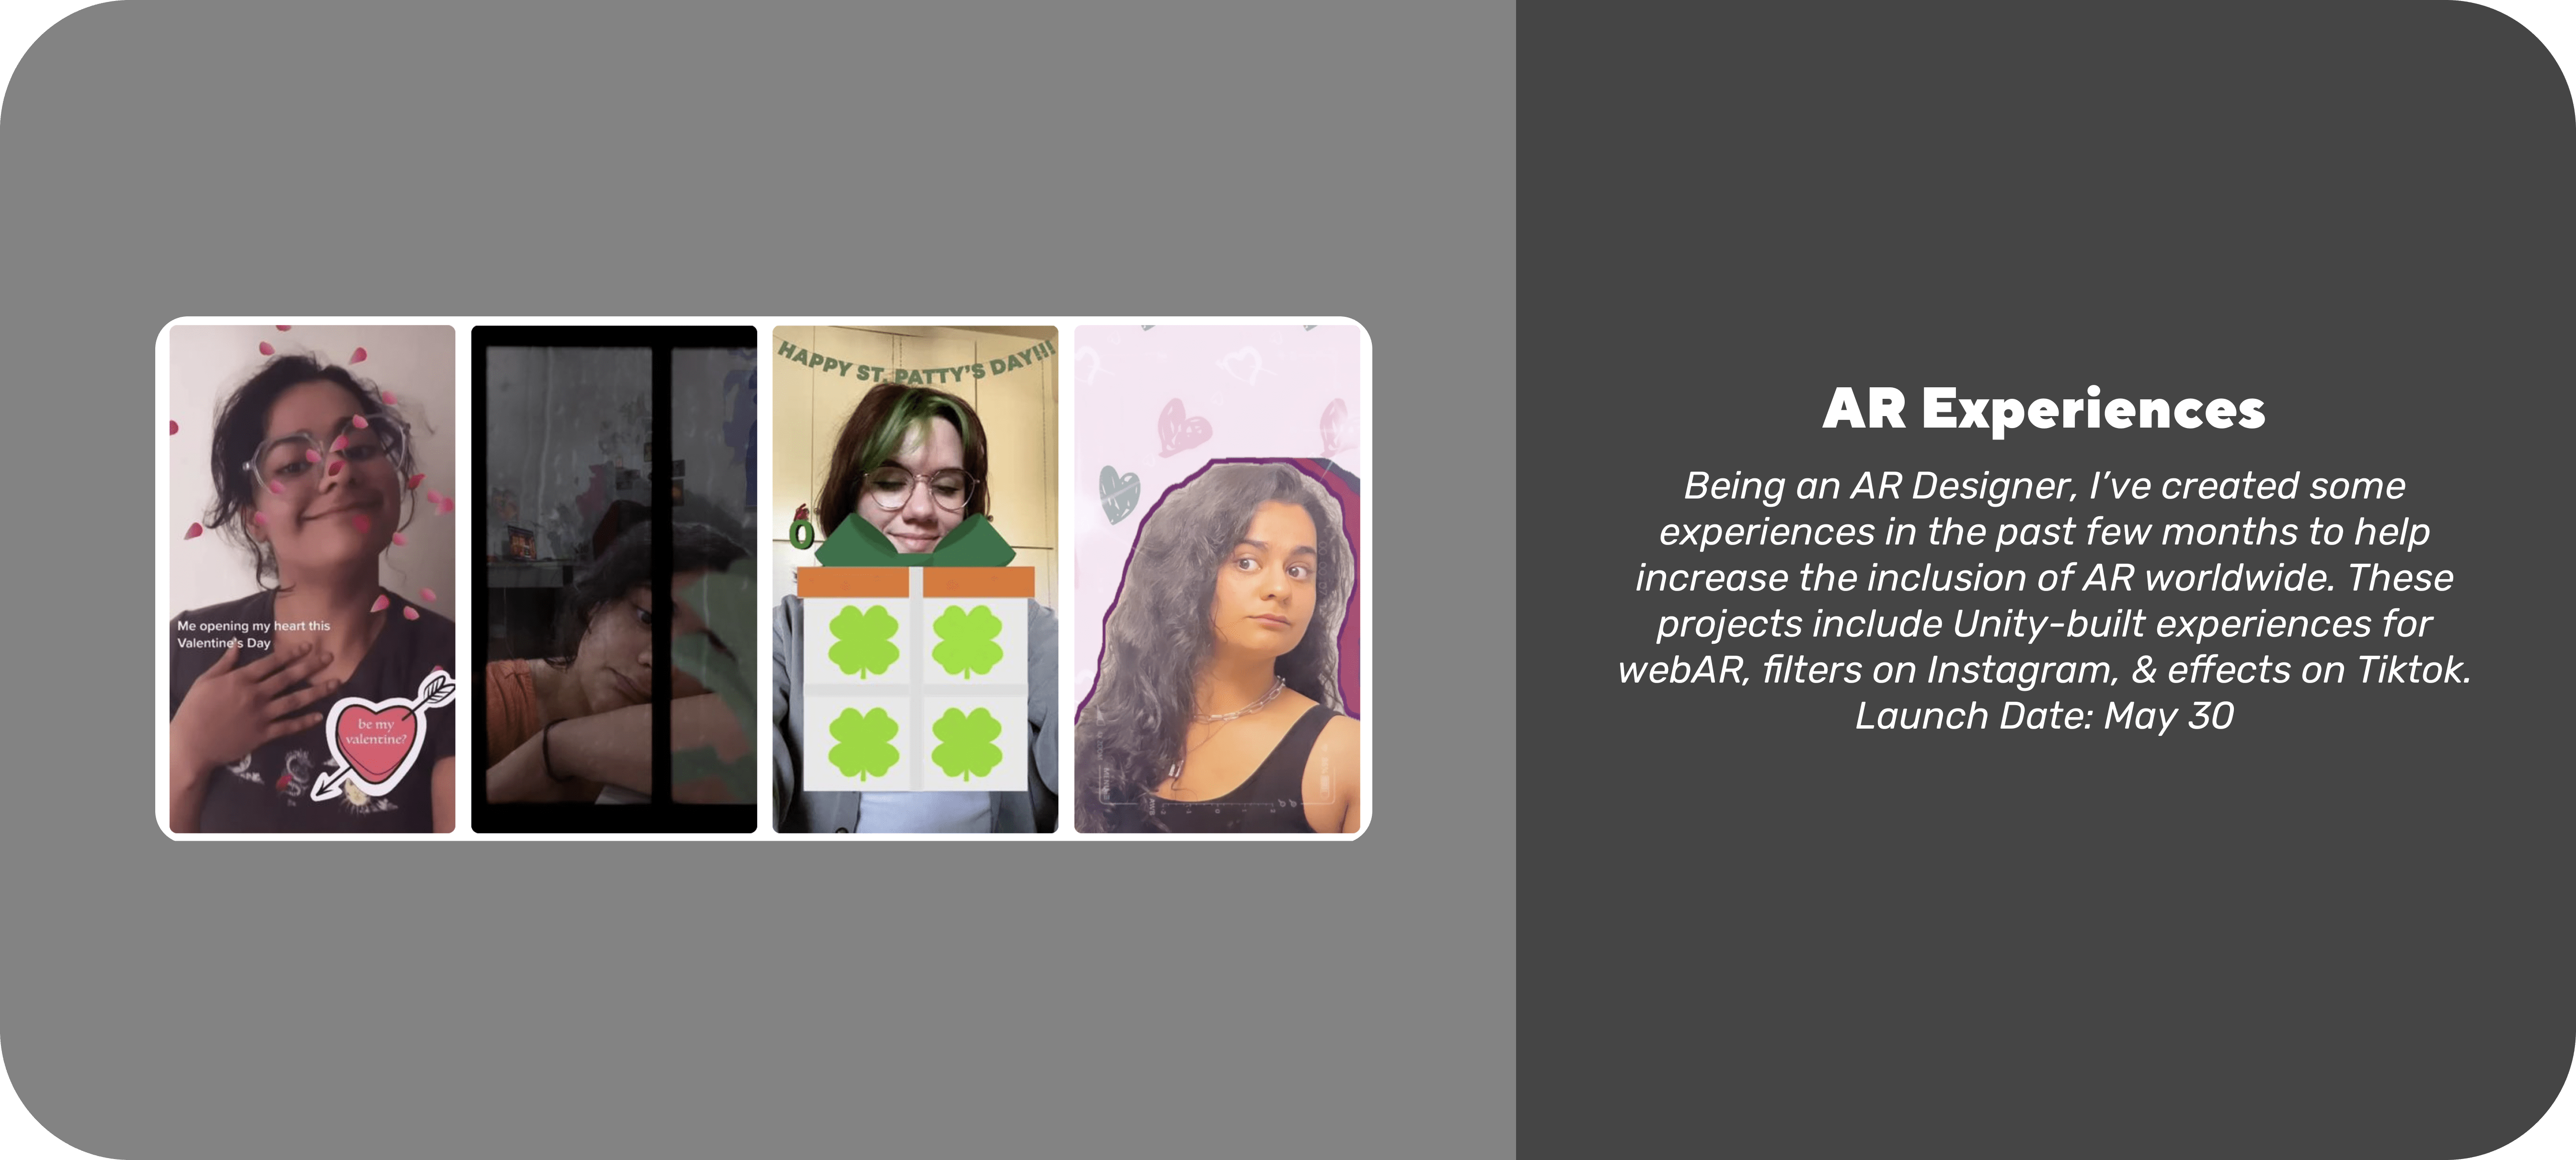 Me opening my heart this
Valentine's Day
be my
valentine?
HAPPY ST. PATTY'S DAY!!!
0
AR Experiences
Being an AR Designer, I've created some
experiences in the past few months to help
increase the inclusion of AR worldwide. These
projects include Unity-built experiences for
webAR, filters on Instagram, & effects on Tiktok.
Launch Date: May 30